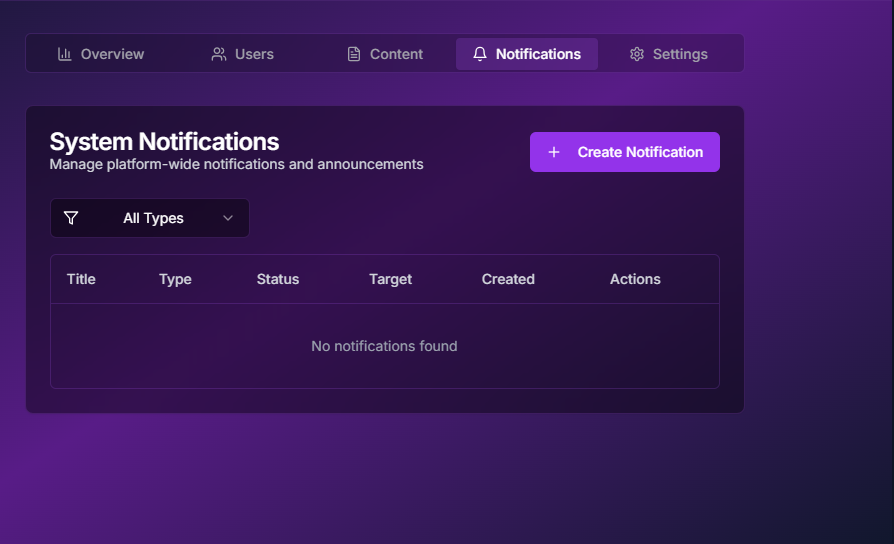 Overview Users Content Notifications Settings
System Notifications
Manage platform-wide notifications and announcements
+ Create Notification
All Types
Title Type Status Target Created Actions
No notifications found